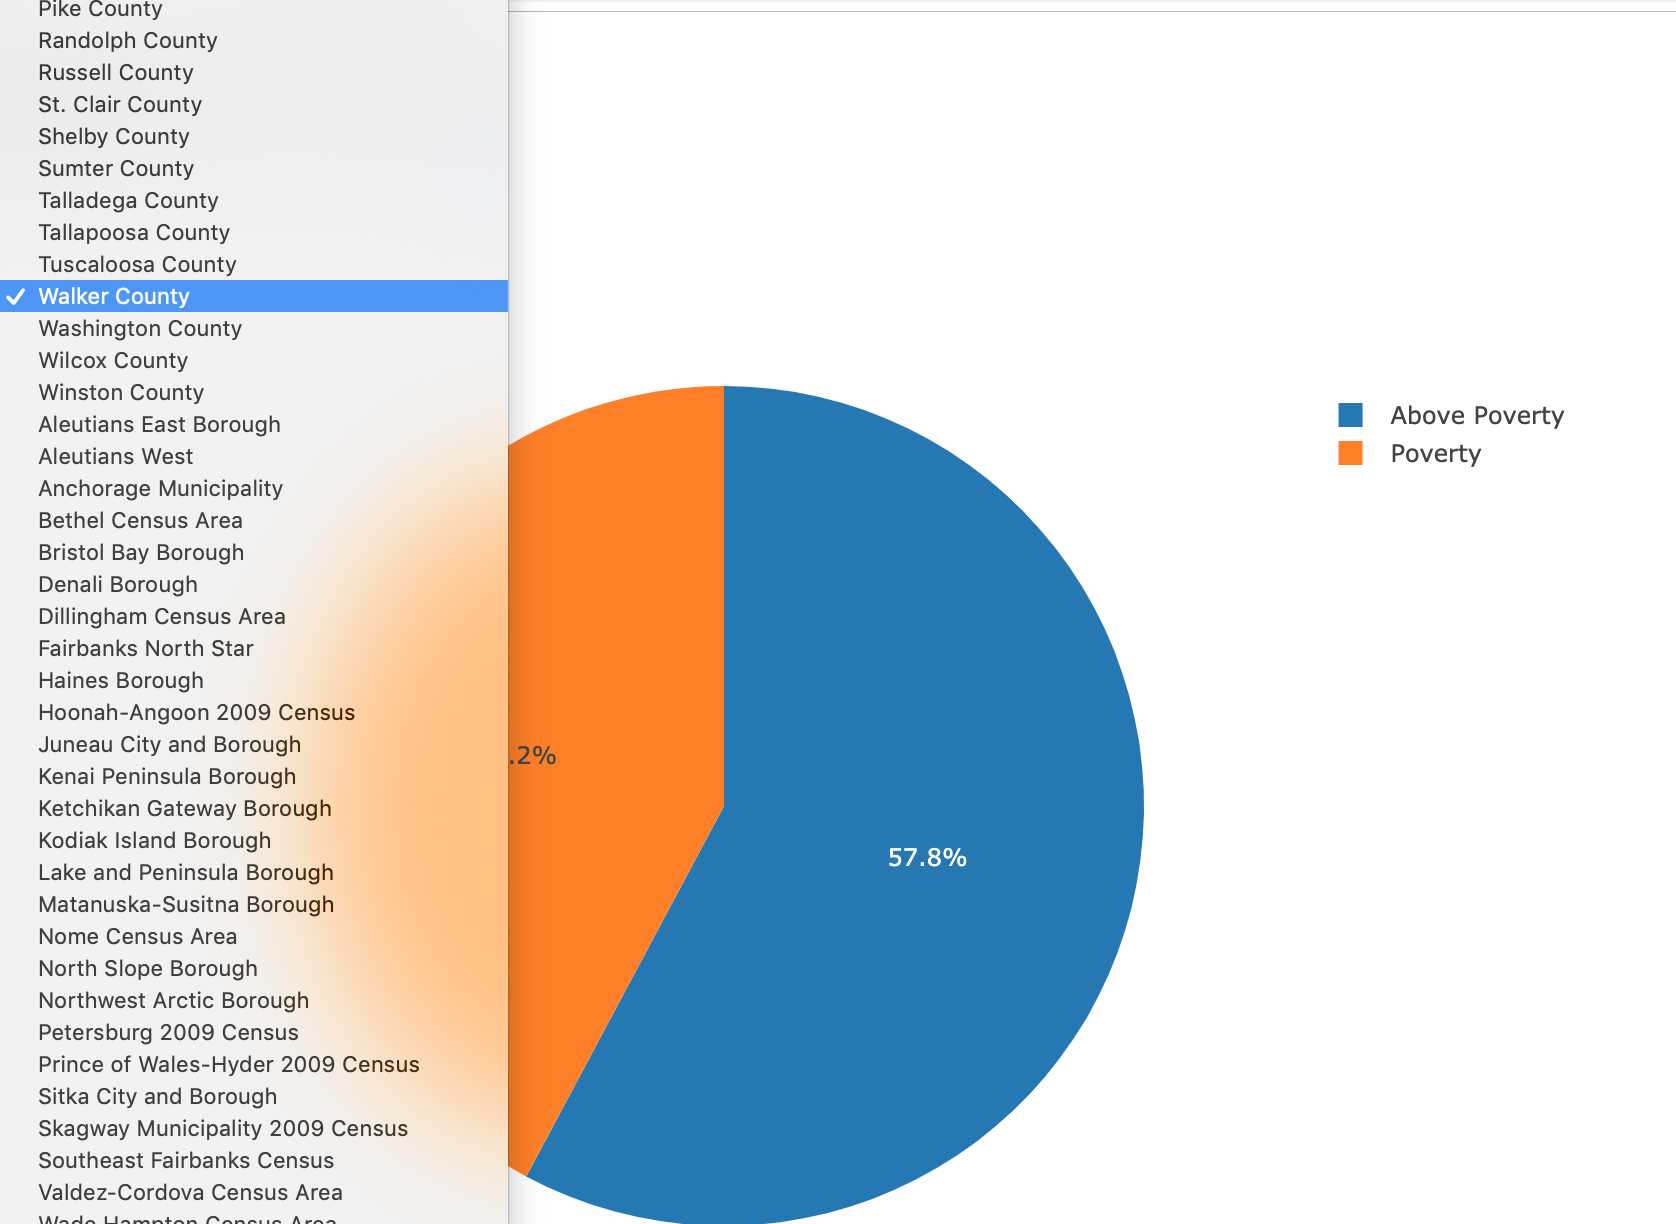 Pike County
Randolph County
Russell County
St. Clair County
Shelby County
Sumter County
Talladega County
Tallapoosa County
Tuscaloosa County
✓ Walker County
Washington County
Wilcox County
Winston County
Aleutians East Borough
Aleutians West
Anchorage Municipality
Bethel Census Area
Bristol Bay Borough
Denali Borough
Dillingham Census Area
Fairbanks North Star
Haines Borough
Hoonah-Angoon 2009 Census
Juneau City and Borough
Kenai Peninsula Borough
Ketchikan Gateway Borough
Kodiak Island Borough
Lake and Peninsula Borough
Matanuska-Susitna Borough
Nome Census Area
North Slope Borough
Northwest Arctic Borough
Petersburg 2009 Census
Prince of Wales-Hyder 2009 Census
Sitka City and Borough
Skagway Municipality 2009 Census
Southeast Fairbanks Census
Valdez-Cordova Census Area
Wade Hampton Census Area
.2%
57.8%
Above Poverty
Poverty